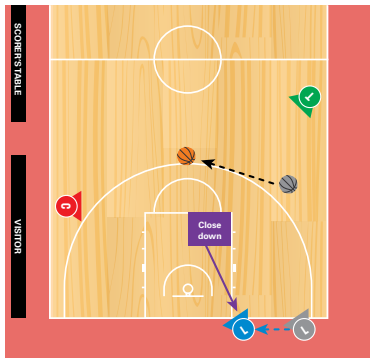 SCORER'S TABLE
T
C
VISITOR
Close
down
L
L